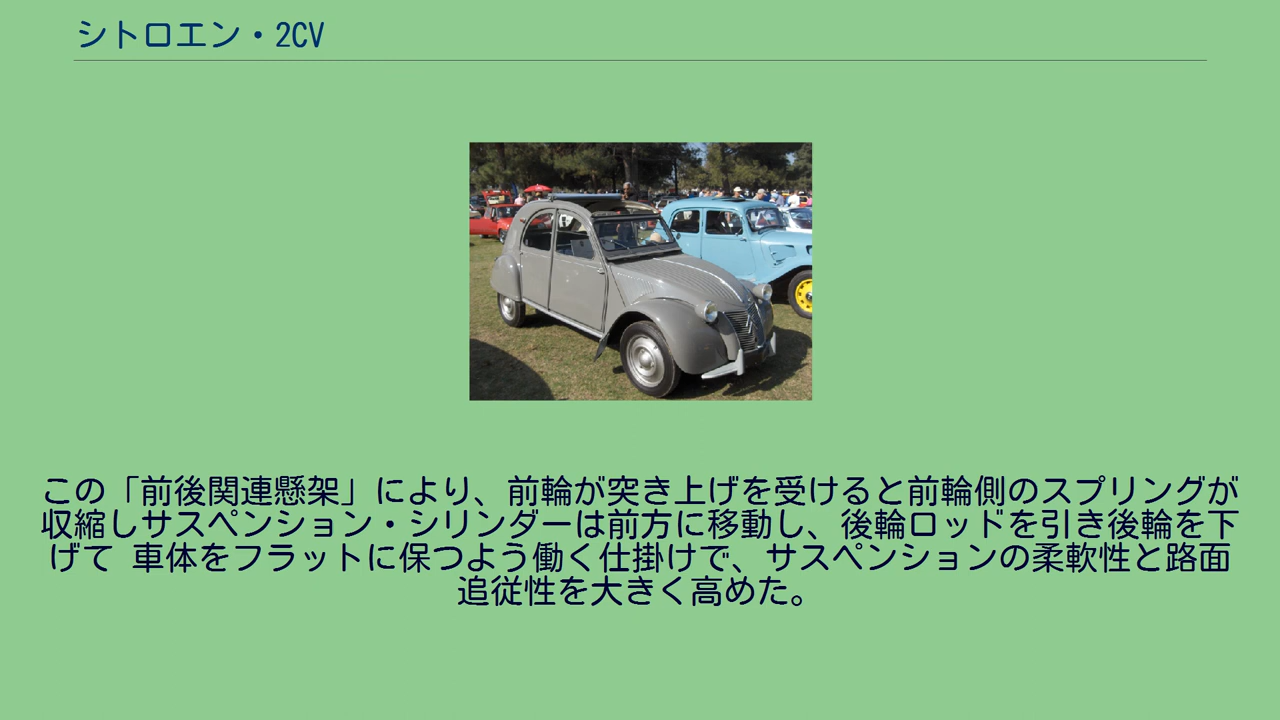 シトロエン・2CV
この「前後関連懸架」により、前輪が突き上げを受けると前輪側のスプリングが
収縮しサスペンション・シリンダーは前方に移動し、後輪ロッドを引き後輪を下
げて 車体をフラットに保つよう働く仕掛けで、サスペンションの柔軟性と路面
追従性を大きく高めた。